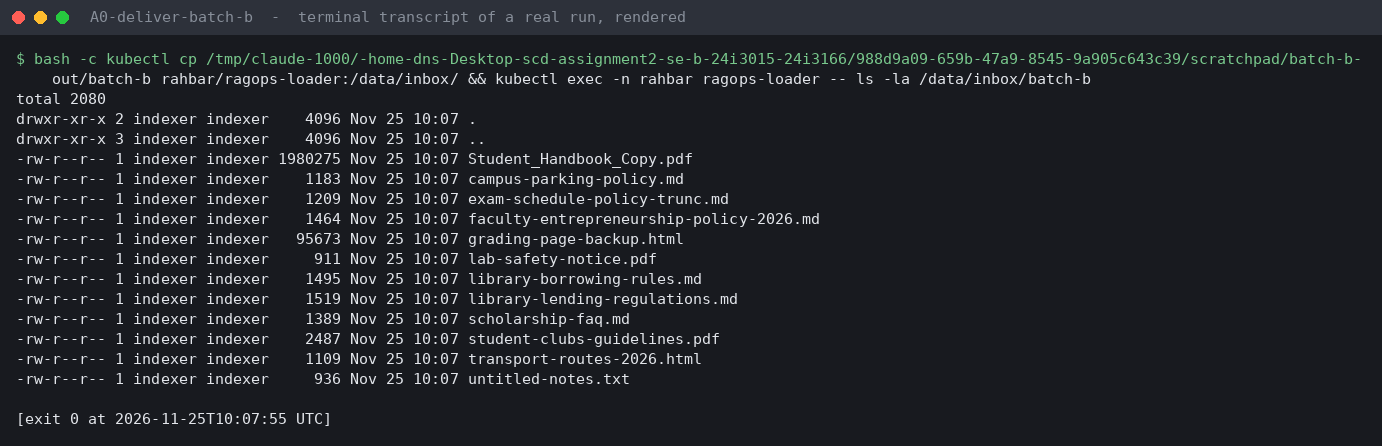 A0-deliver-batch-b  -  terminal transcript of a real run, rendered
$ bash -c kubectl cp /tmp/claude-1000/-home-dns-Desktop-scd-assignment2-se-b-24i3015-24i3166/988d9a09-659b-47a9-8545-9a905c643c39/scratchpad/batch-b-
    out/batch-b rahbar/ragops-loader:/data/inbox/ && kubectl exec -n rahbar ragops-loader -- ls -la /data/inbox/batch-b
total 2080
drwxr-xr-x 2 indexer indexer    4096 Nov 25 10:07 .
drwxr-xr-x 3 indexer indexer    4096 Nov 25 10:07 ..
-rw-r--r-- 1 indexer indexer 1980275 Nov 25 10:07 Student_Handbook_Copy.pdf
-rw-r--r-- 1 indexer indexer    1183 Nov 25 10:07 campus-parking-policy.md
-rw-r--r-- 1 indexer indexer    1209 Nov 25 10:07 exam-schedule-policy-trunc.md
-rw-r--r-- 1 indexer indexer    1464 Nov 25 10:07 faculty-entrepreneurship-policy-2026.md
-rw-r--r-- 1 indexer indexer   95673 Nov 25 10:07 grading-page-backup.html
-rw-r--r-- 1 indexer indexer     911 Nov 25 10:07 lab-safety-notice.pdf
-rw-r--r-- 1 indexer indexer    1495 Nov 25 10:07 library-borrowing-rules.md
-rw-r--r-- 1 indexer indexer    1519 Nov 25 10:07 library-lending-regulations.md
-rw-r--r-- 1 indexer indexer    1389 Nov 25 10:07 scholarship-faq.md
-rw-r--r-- 1 indexer indexer    2487 Nov 25 10:07 student-clubs-guidelines.pdf
-rw-r--r-- 1 indexer indexer    1109 Nov 25 10:07 transport-routes-2026.html
-rw-r--r-- 1 indexer indexer     936 Nov 25 10:07 untitled-notes.txt
[exit 0 at 2026-11-25T10:07:55 UTC]